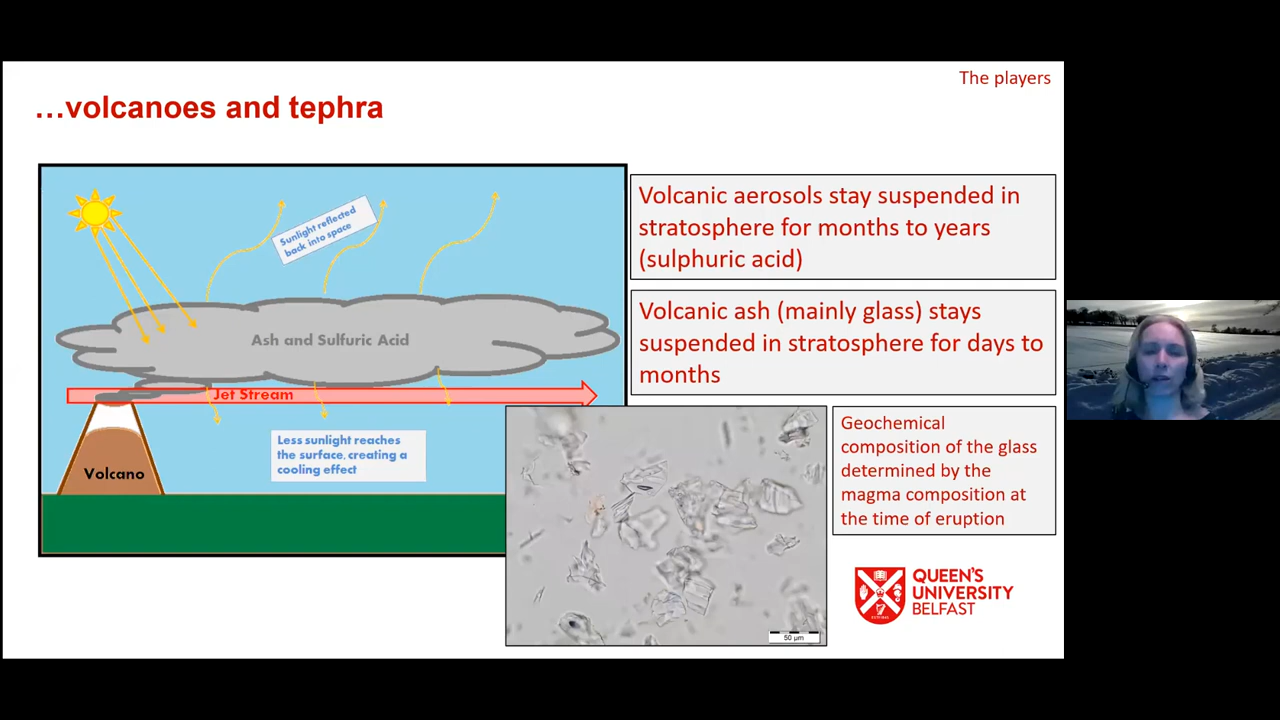 The players
…volcanoes and tephra
Sunlight reflected
back into space
Ash and Sulfuric Acid
Jet Stream
Less sunlight reaches
the surface, creating a
cooling effect
Volcano
Volcanic aerosols stay suspended in
stratosphere for months to years
(sulphuric acid)
Volcanic ash (mainly glass) stays
suspended in stratosphere for days to
months
Geochemical
composition of the glass
determined by the
magma composition at
the time of eruption
50 µm
QUEEN'S
UNIVERSITY
BELFAST